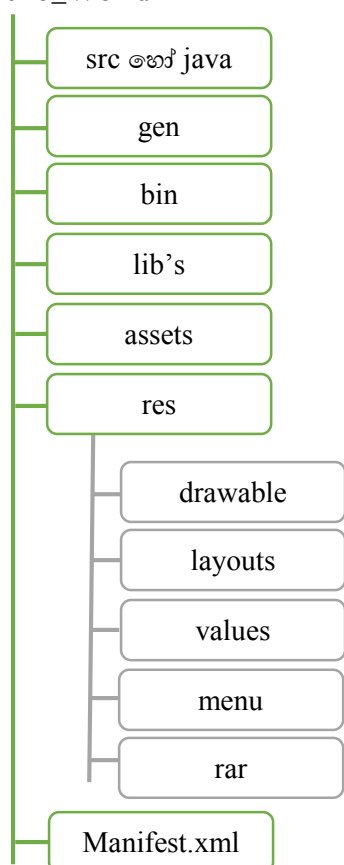 src හෝ java
gen
bin
lib’s
assets
res
drawable
layouts
values
menu
rar
Manifest.xml